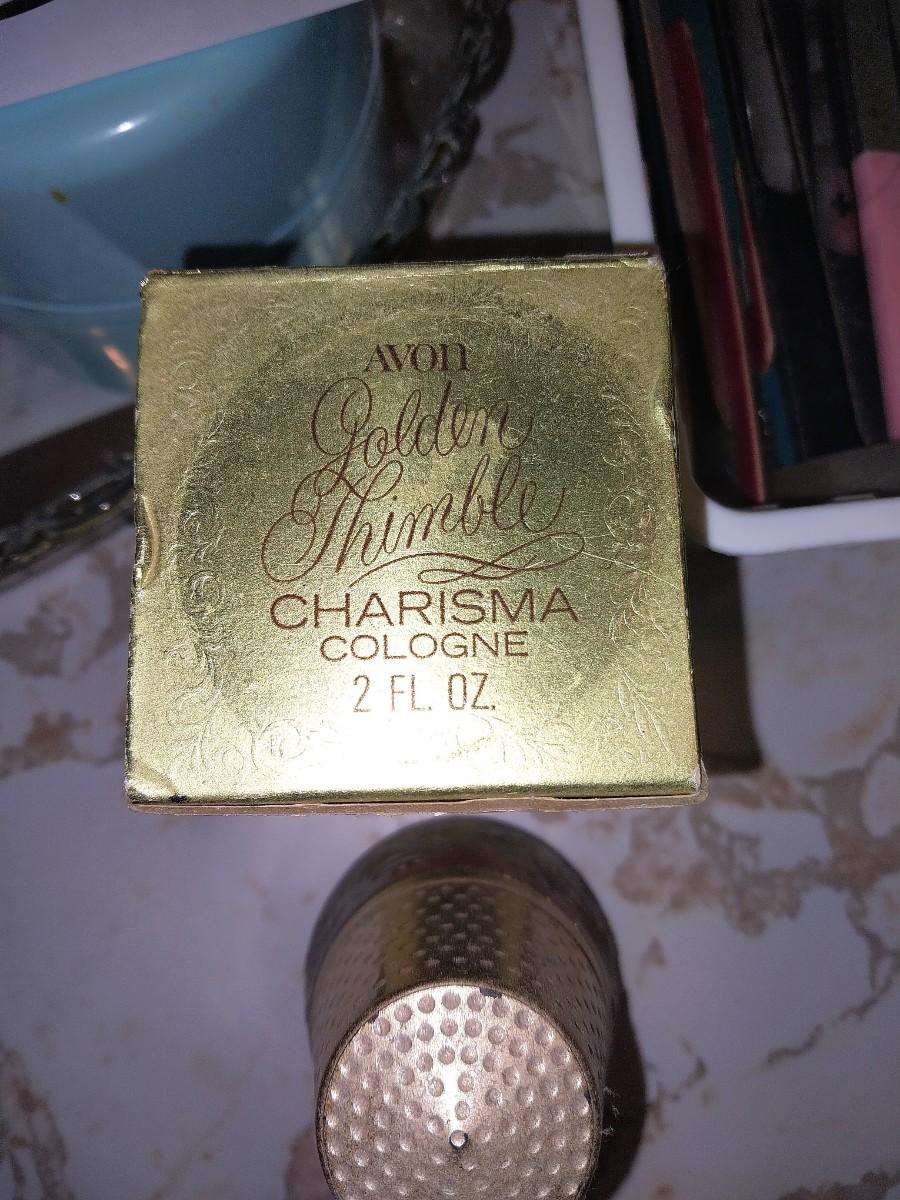 AVON
Golden
Thimble
CHARISMA
COLOGNE
2 FL. OZ.